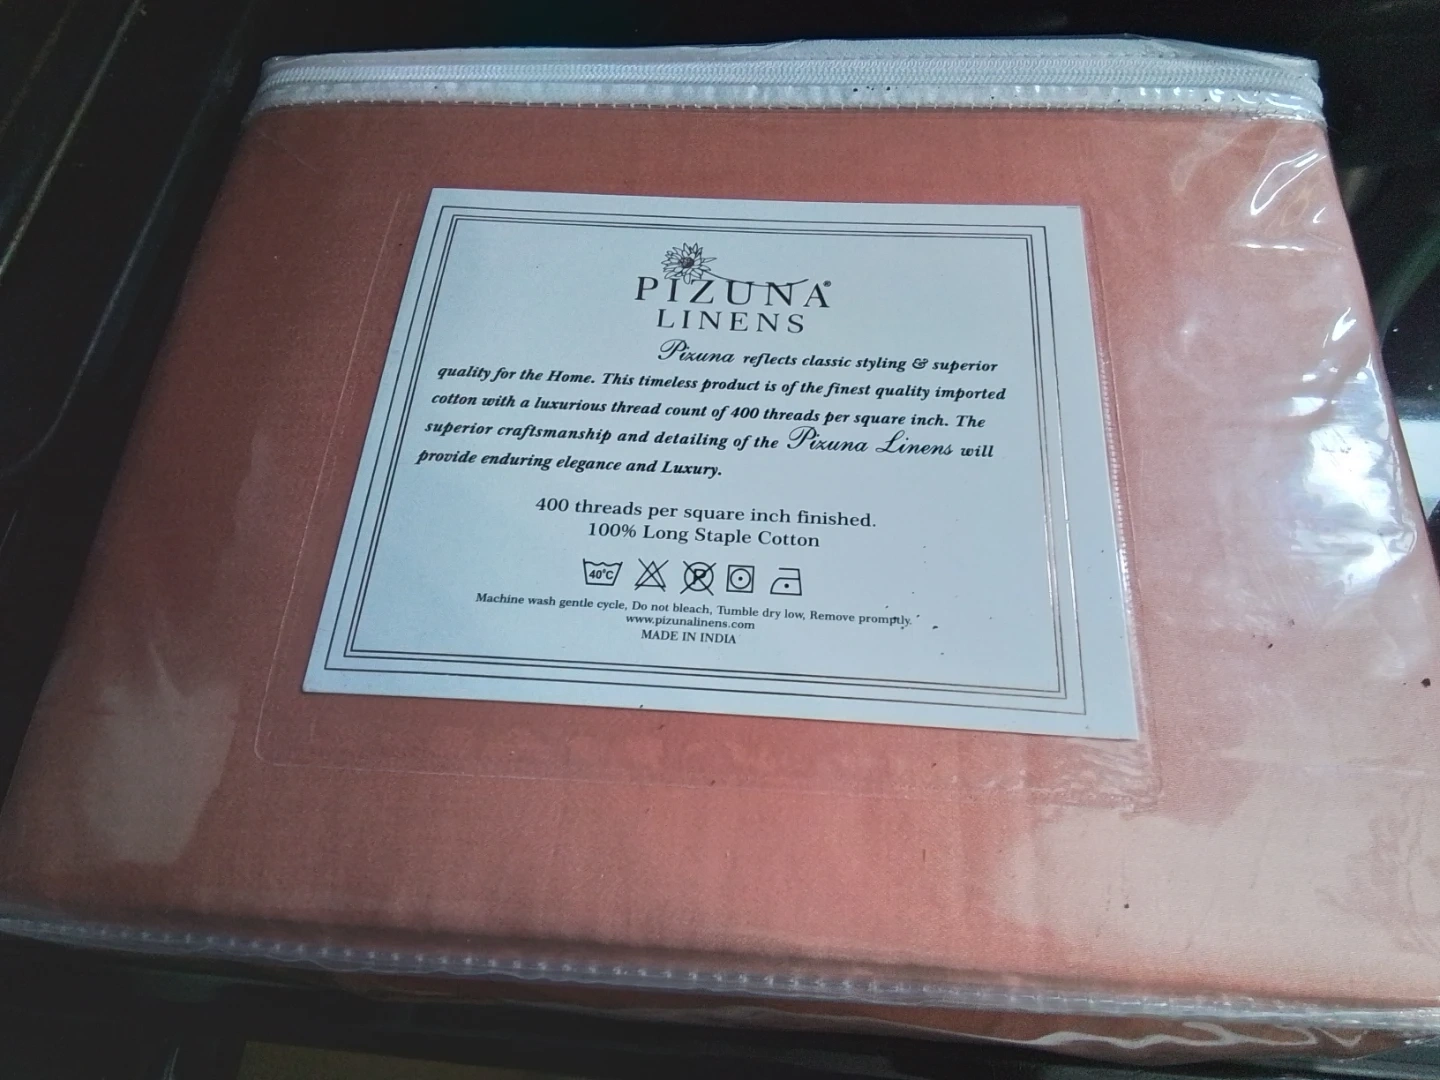 PIZUNA®
LINENS
Pizuna reflects classic styling & superior
quality for the Home. This timeless product is of the finest quality imported
cotton with a luxurious thread count of 400 threads per square inch. The
superior craftsmanship and detailing of the Pizuna Linens will
provide enduring elegance and Luxury.
400 threads per square inch finished.
100% Long Staple Cotton
40°C P
Machine wash gentle cycle, Do not bleach, Tumble dry low, Remove promptly.
www.pizunalinens.com
MADE IN INDIA